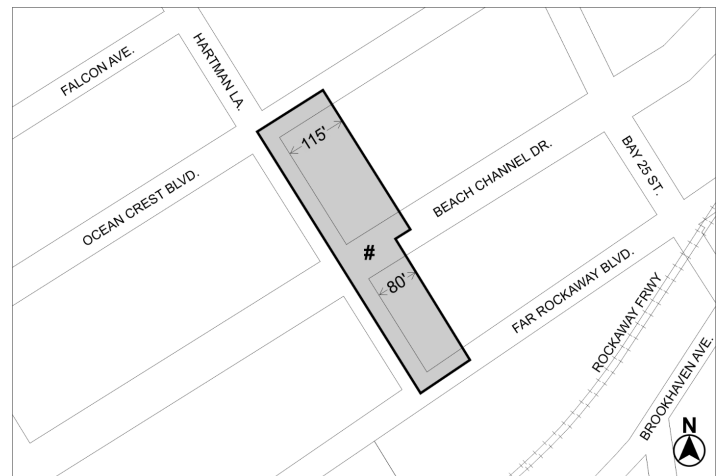 FALCON AVE.
HARTMAN LA.
115'
OCEAN CREST BLVD.
BEACH CHANNEL DR.
BAY 25 ST.
#
80'
FAR ROCKAWAY BLVD.
ROCKAWAY FRWY
BROOKHAVEN AVE.
N